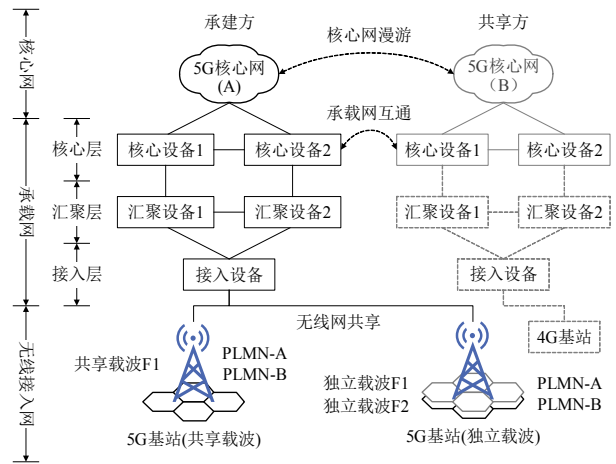 承建方
共享方
核心网漫游
5G核心网
(A)
5G核心网
（B）
承载网互通
核心设备1
核心设备2
核心设备1
核心设备2
汇聚设备1
汇聚设备2
汇聚设备1
汇聚设备2
接入设备
接入设备
4G基站
无线网共享
共享载波F1
PLMN-A
PLMN-B
独立载波F1
独立载波F2
PLMN-A
PLMN-B
5G基站(共享载波)
5G基站(独立载波)
核心网
承载网
核心层
汇聚层
接入层
无线接入网